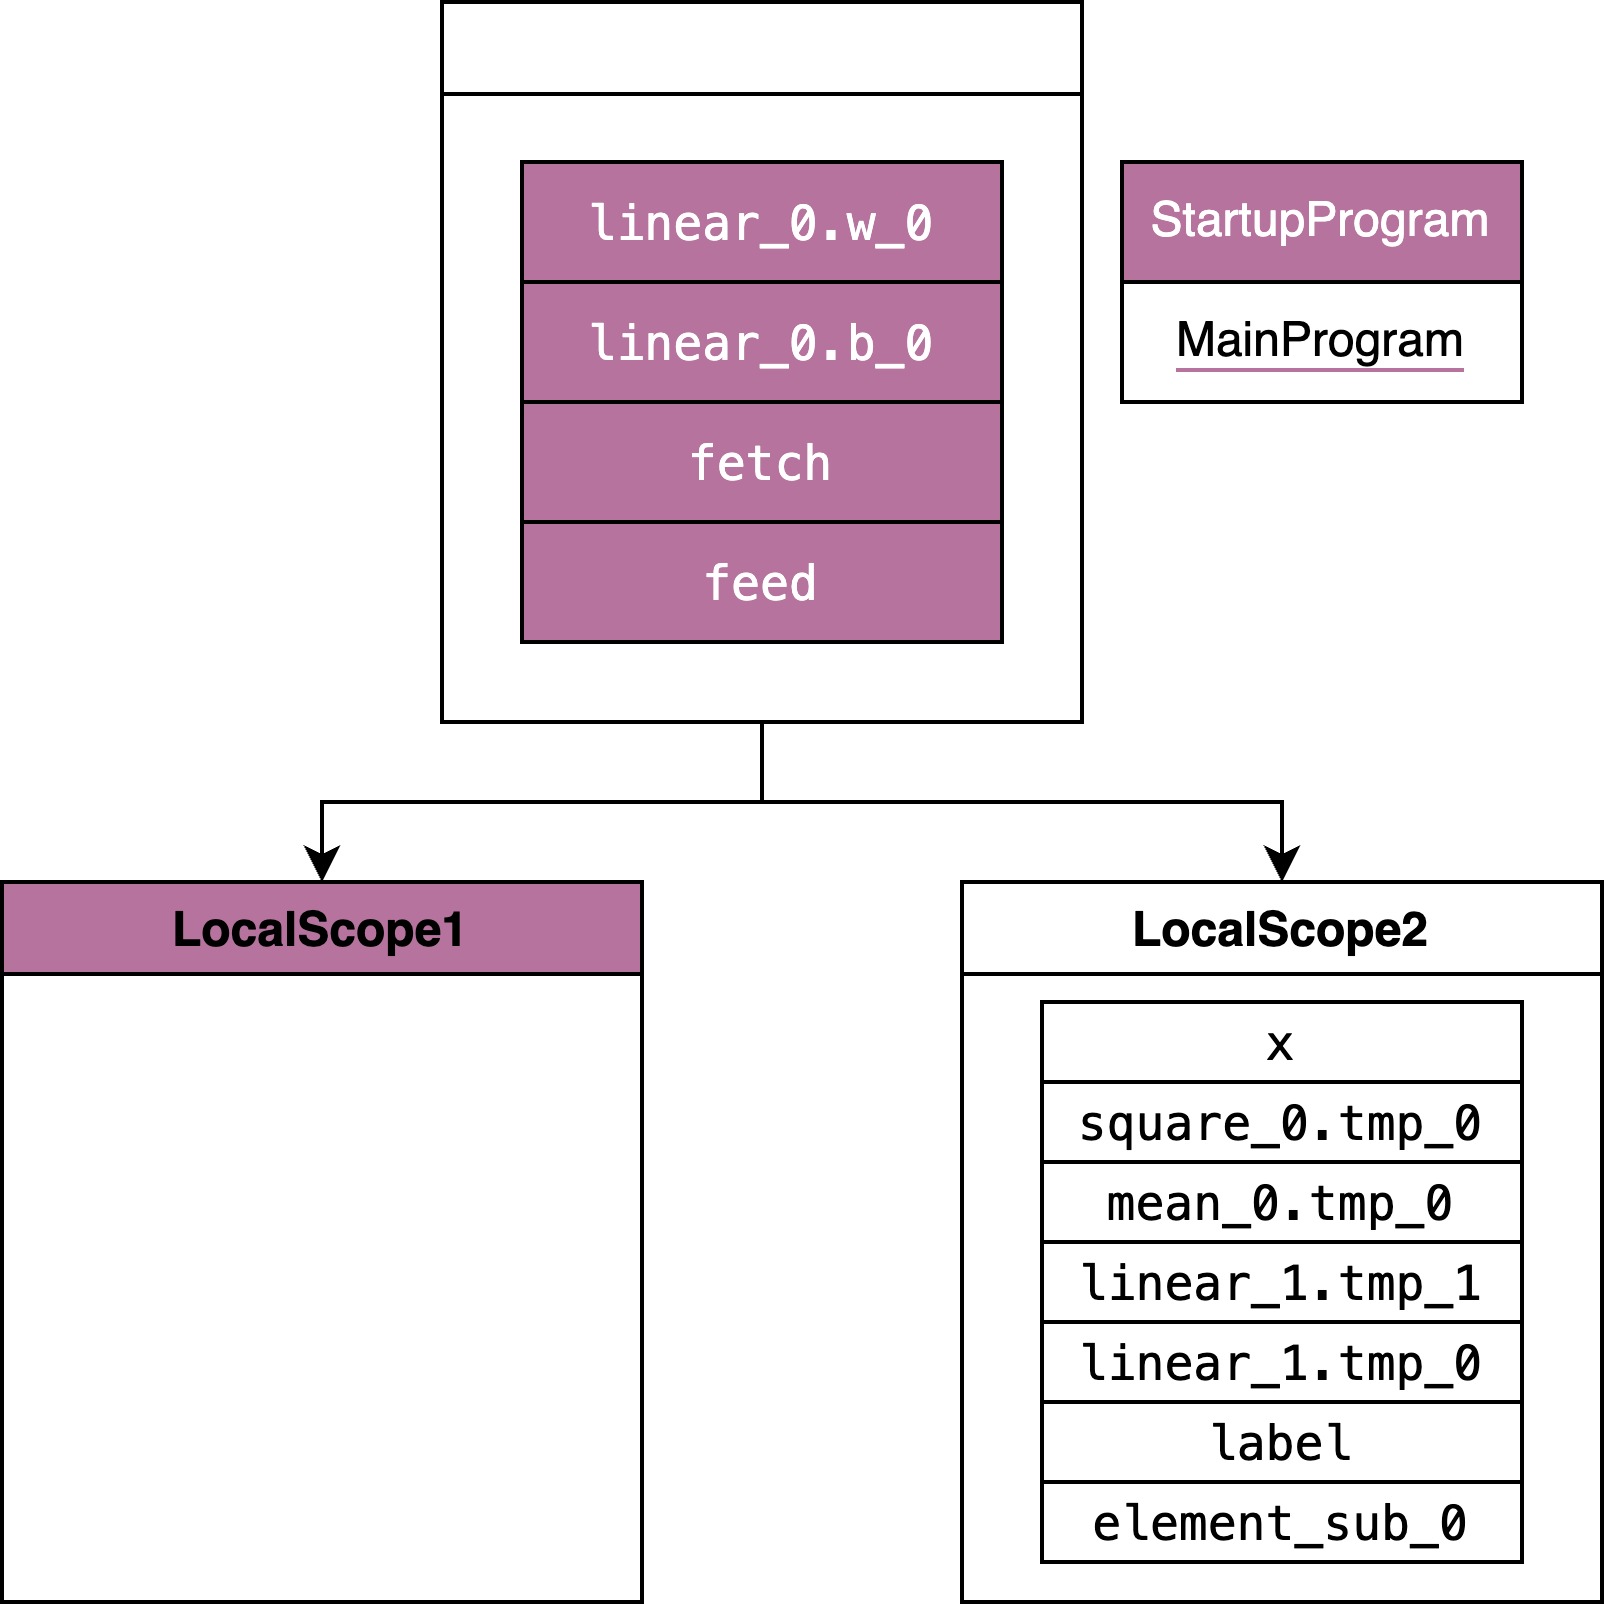 linear_0.w_0
linear_0.b_0
fetch
feed
StartupProgram
MainProgram
LocalScope1
LocalScope2
x
square_0.tmp_0
mean_0.tmp_0
linear_1.tmp_1
linear_1.tmp_0
label
element_sub_0